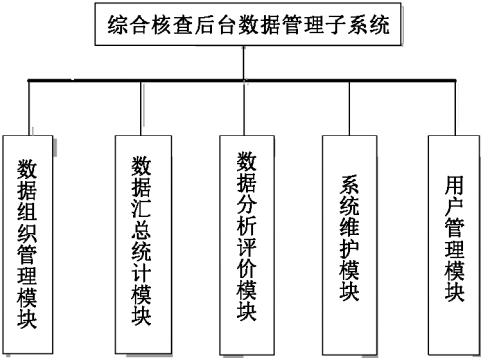 综合核查后台数据管理子系统
数据组织管理模块
数据汇总统计模块
数据分析评价模块
系统维护模块
用户管理模块